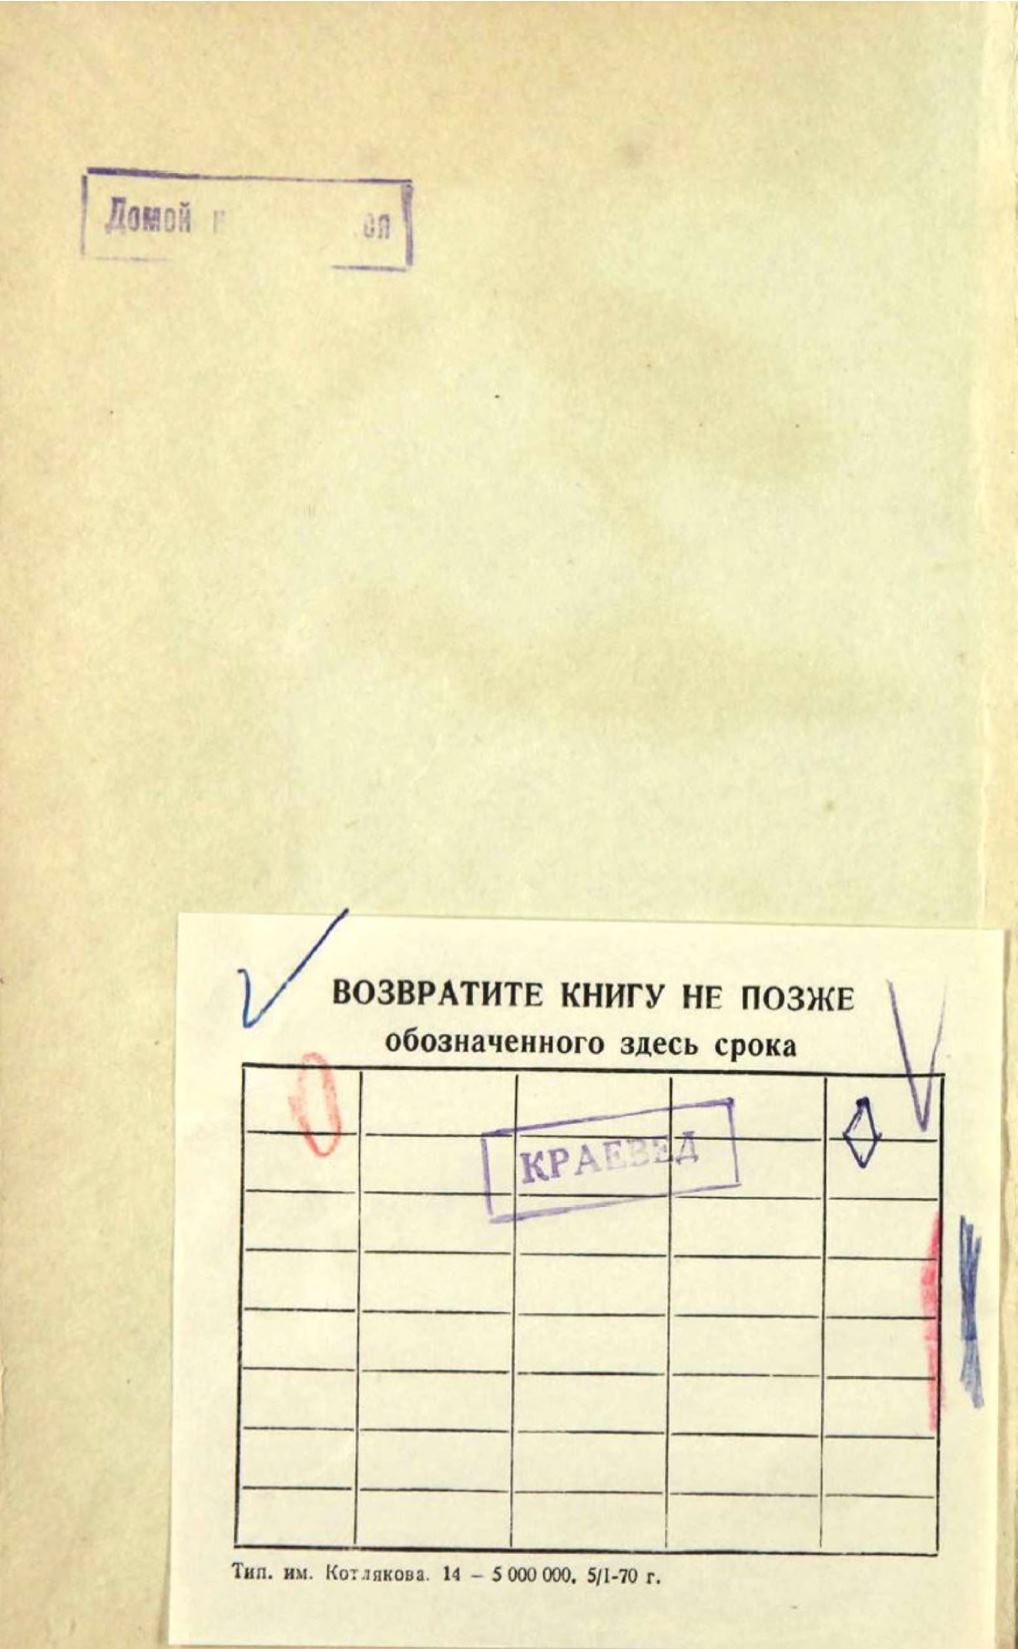 Домой
ВОЗВРАТИТЕ КНИГУ НЕ ПОЗЖЕ
обозначенного здесь срока
КРАЕВЕД
Тип. им. Котлякова. 14 – 5 000 000. 5/I-70 г.